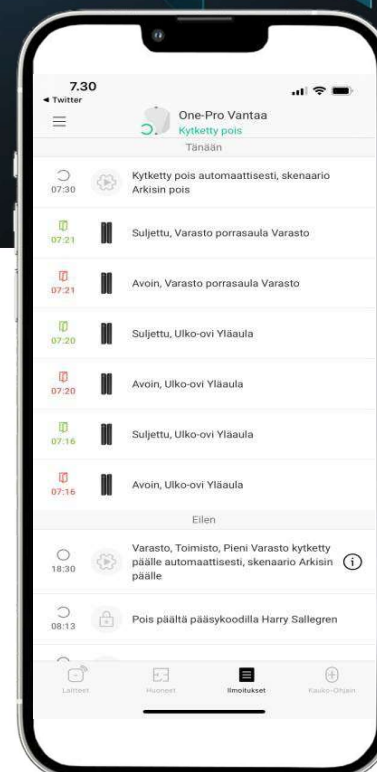 7.30
◀ Twitter
One-Pro Vantaa
Kytketty pois
Tänään
07:30
Kytketty pois automaattisesti, skenaario
Arkisin pois
07:21
Suljettu, Varasto porrasaula Varasto
07:21
Avoin, Varasto porrasaula Varasto
07:20
Suljettu, Ulko-ovi Yläaula
07:20
Avoin, Ulko-ovi Yläaula
07:16
Suljettu, Ulko-ovi Yläaula
07:16
Avoin, Ulko-ovi Yläaula
Eilen
18:30
Varasto, Toimisto, Pieni Varasto kytketty
päälle automaattisesti, skenaario Arkisin
päälle
08:13
Pois päältä pääsykoodilla Harry Sallegren
Laitteet
Huoneet
Ilmoitukset
Kauko-Ohjain